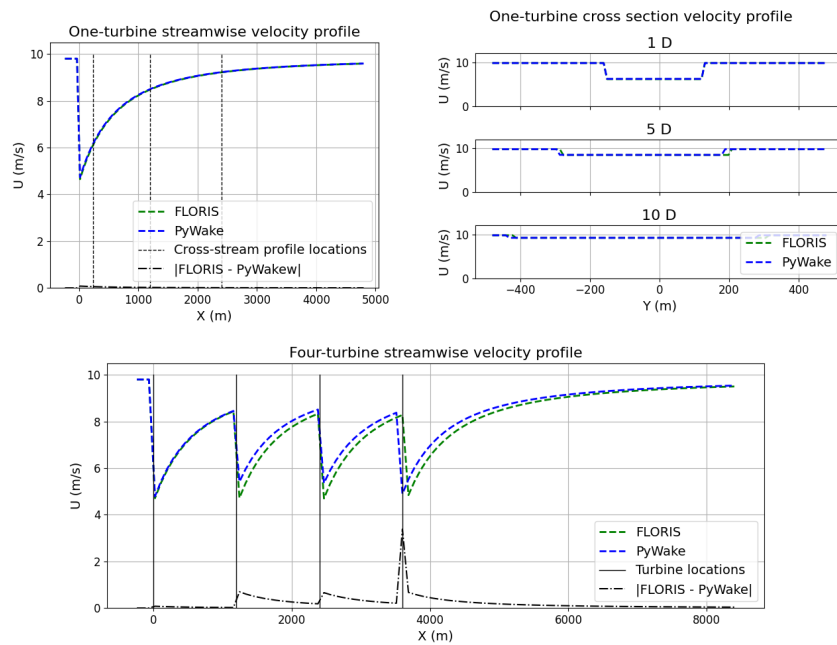 One-turbine streamwise velocity profile
10
8
6
4
2
0
U (m/s)
FLORIS
PyWake
Cross-stream profile locations
|FLORIS - PyWakew|
0 1000 2000 3000 4000 5000
X (m)
One-turbine cross section velocity profile
1 D
10
0
U (m/s)
5 D
10
0
U (m/s)
10 D
10
0
U (m/s)
FLORIS
PyWake
−400 −200 0 200 400
Y (m)
Four-turbine streamwise velocity profile
10
8
6
4
2
0
U (m/s)
FLORIS
PyWake
Turbine locations
|FLORIS - PyWake|
0 2000 4000 6000 8000
X (m)